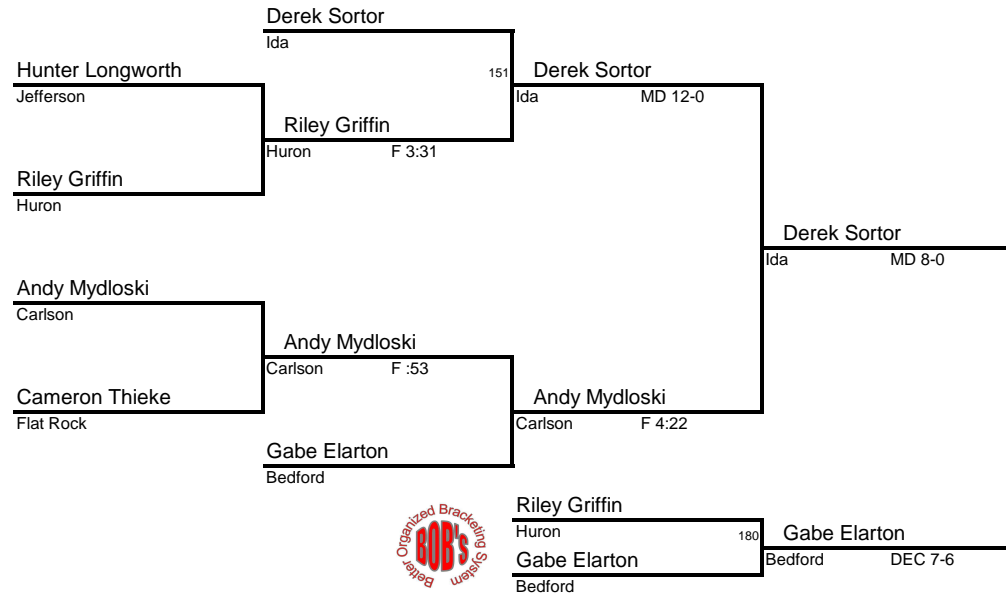 Derek Sortor
Ida
Hunter Longworth
Jefferson
151
Derek Sortor
Ida MD 12-0
Riley Griffin
Huron F 3:31
Riley Griffin
Huron
Derek Sortor
Ida MD 8-0
Andy Mydloski
Carlson
Andy Mydloski
Carlson F :53
Cameron Thieke
Flat Rock
Andy Mydloski
Carlson F 4:22
Gabe Elarton
Bedford
Riley Griffin
Huron
180
Gabe Elarton
Bedford DEC 7-6
Gabe Elarton
Bedford
Better Organized Bracketing System
BOB's